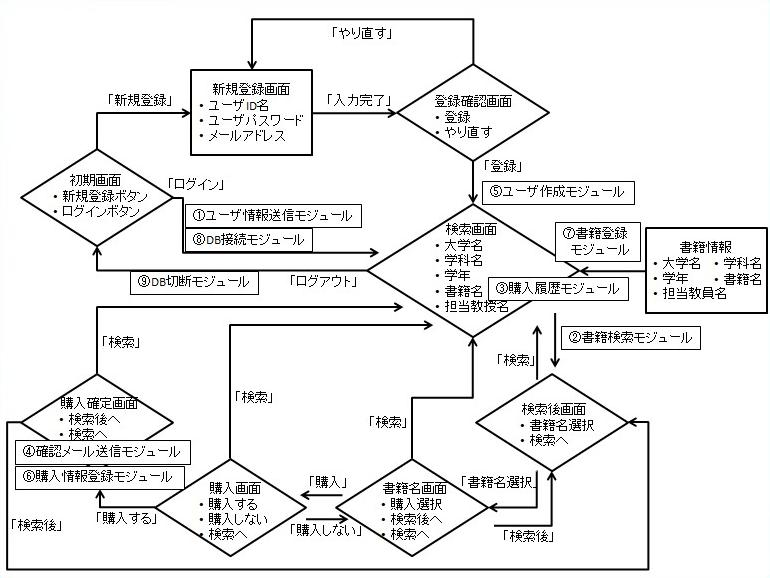 「やり直す」
新規登録画面
・ユーザID名
・ユーザパスワード
・メールアドレス
「新規登録」
「入力完了」
登録確認画面
・登録
・やり直す
「登録」
⑤ユーザ作成モジュール
初期画面
・新規登録ボタン
・ログインボタン
「ログイン」
①ユーザ情報送信モジュール
⑧DB接続モジュール
⑨DB切断モジュール
「ログアウト」
検索画面
・大学名
・学科名
・学年
・書籍名
・担当教授名
⑦書籍登録
モジュール
③購入履歴モジュール
書籍情報
・大学名 ・学科名
・学年 ・書籍名
・担当教員名
②書籍検索モジュール
「検索」
「検索」
「検索」
「検索」
購入確定画面
・検索後へ
・検索へ
④確認メール送信モジュール
⑥購入情報登録モジュール
検索後画面
・書籍名選択
・検索へ
購入画面
・購入する
・購入しない
・検索へ
「購入」
「購入しない」
書籍名画面
・購入選択
・検索後へ
・検索へ
「書籍名選択」
「検索後」
「購入する」
「検索後」